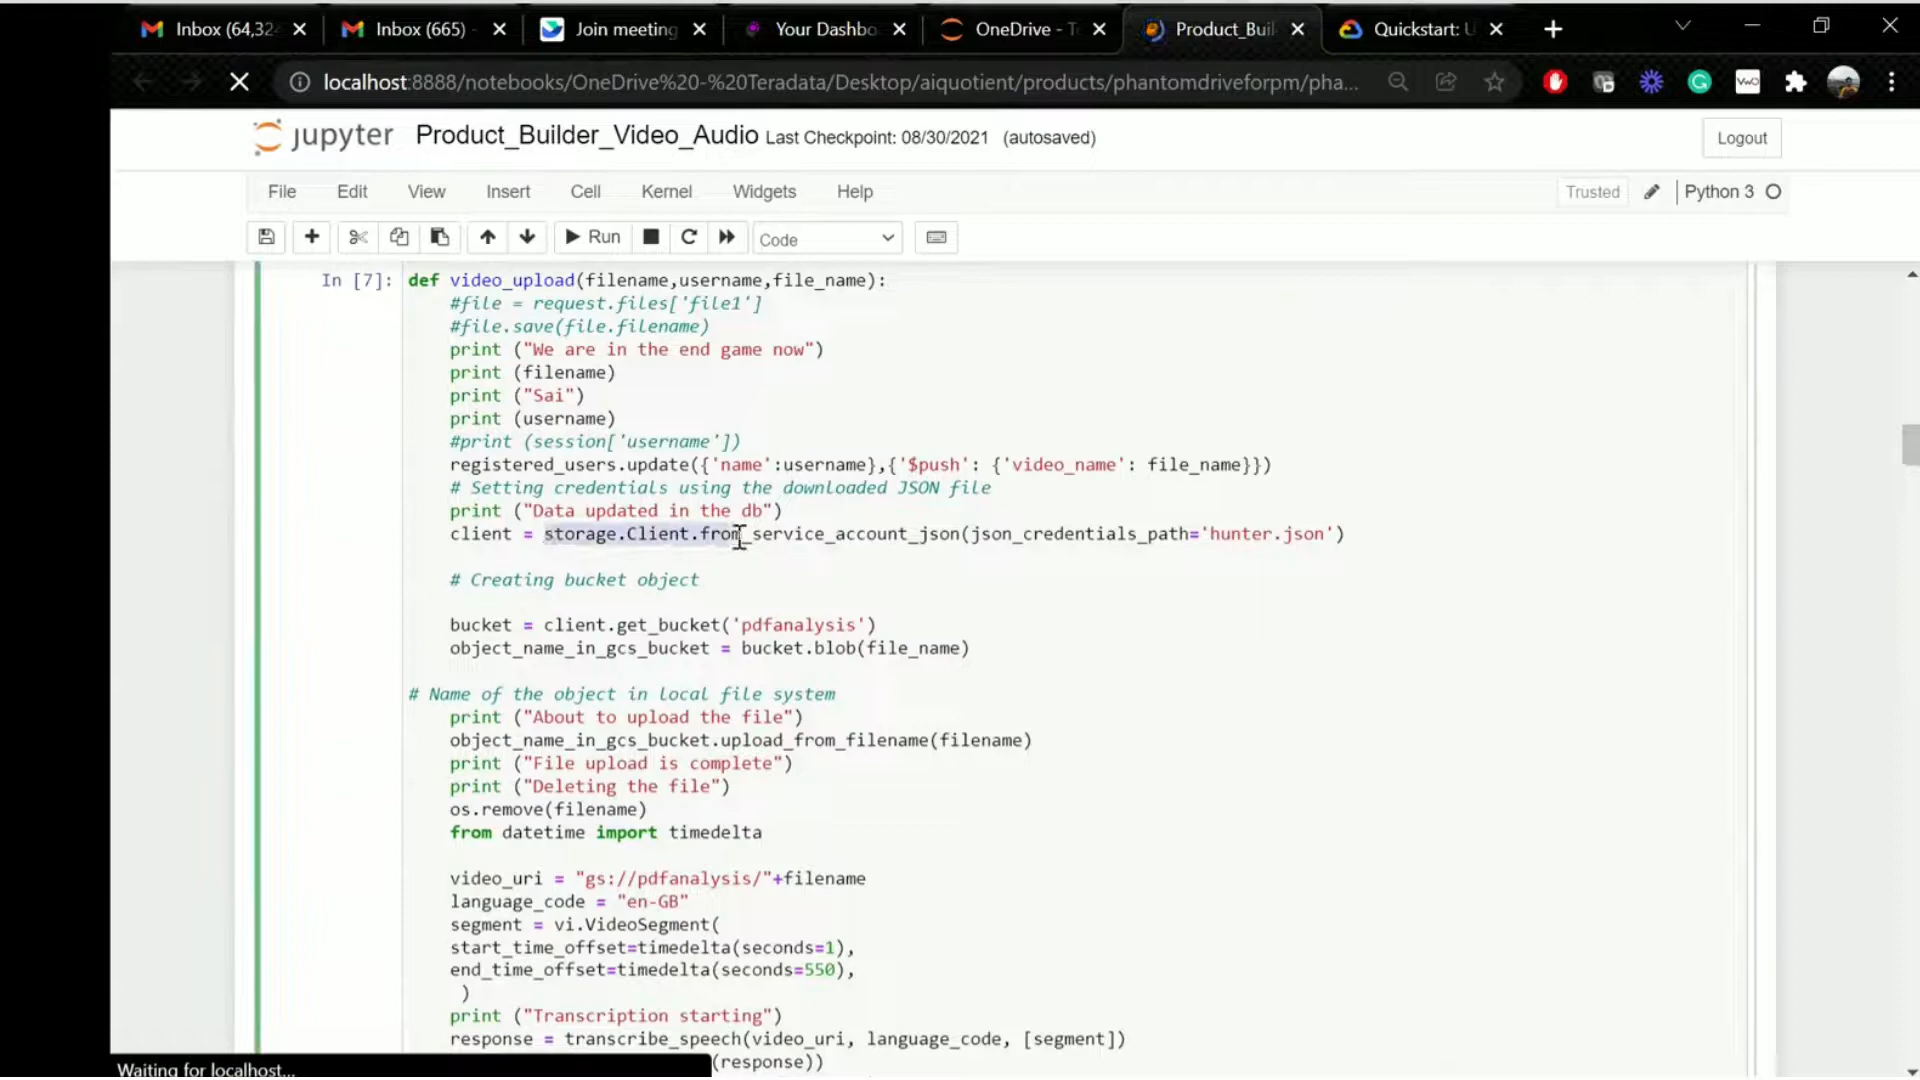 Inbox (64,32
Inbox (665)
Join meeting
Your Dashbo
OneDrive - T
Product_Buil
Quickstart: U
localhost:8888/notebooks/OneDrive%20-%20Teradata/Desktop/aiquotient/products/phantomdriveforpm/pha...
jupyter Product_Builder_Video_Audio Last Checkpoint: 08/30/2021 (autosaved)
Logout
File Edit View Insert Cell Kernel Widgets Help
Trusted Python 3
Run Code
In [7]: def video_upload(filename,username,file_name):
#file = request.files['file1']
#file.save(file.filename)
print ("We are in the end game now")
print (filename)
print ("Sai")
print (username)
#print (session['username'])
registered_users.update({'name':username},{'$push': {'video_name': file_name}})
# Setting credentials using the downloaded JSON file
print ("Data updated in the db")
client = storage.Client.from_service_account_json(json_credentials_path='hunter.json')
# Creating bucket object
bucket = client.get_bucket('pdfanalysis')
object_name_in_gcs_bucket = bucket.blob(file_name)
# Name of the object in local file system
print ("About to upload the file")
object_name_in_gcs_bucket.upload_from_filename(filename)
print ("File upload is complete")
print ("Deleting the file")
os.remove(filename)
from datetime import timedelta
video_uri = "gs://pdfanalysis/"+filename
language_code = "en-GB"
segment = vi.VideoSegment(
start_time_offset=timedelta(seconds=1),
end_time_offset=timedelta(seconds=550),
)
print ("Transcription starting")
response = transcribe_speech(video_uri, language_code, [segment])
(response))
Waiting for localhost...